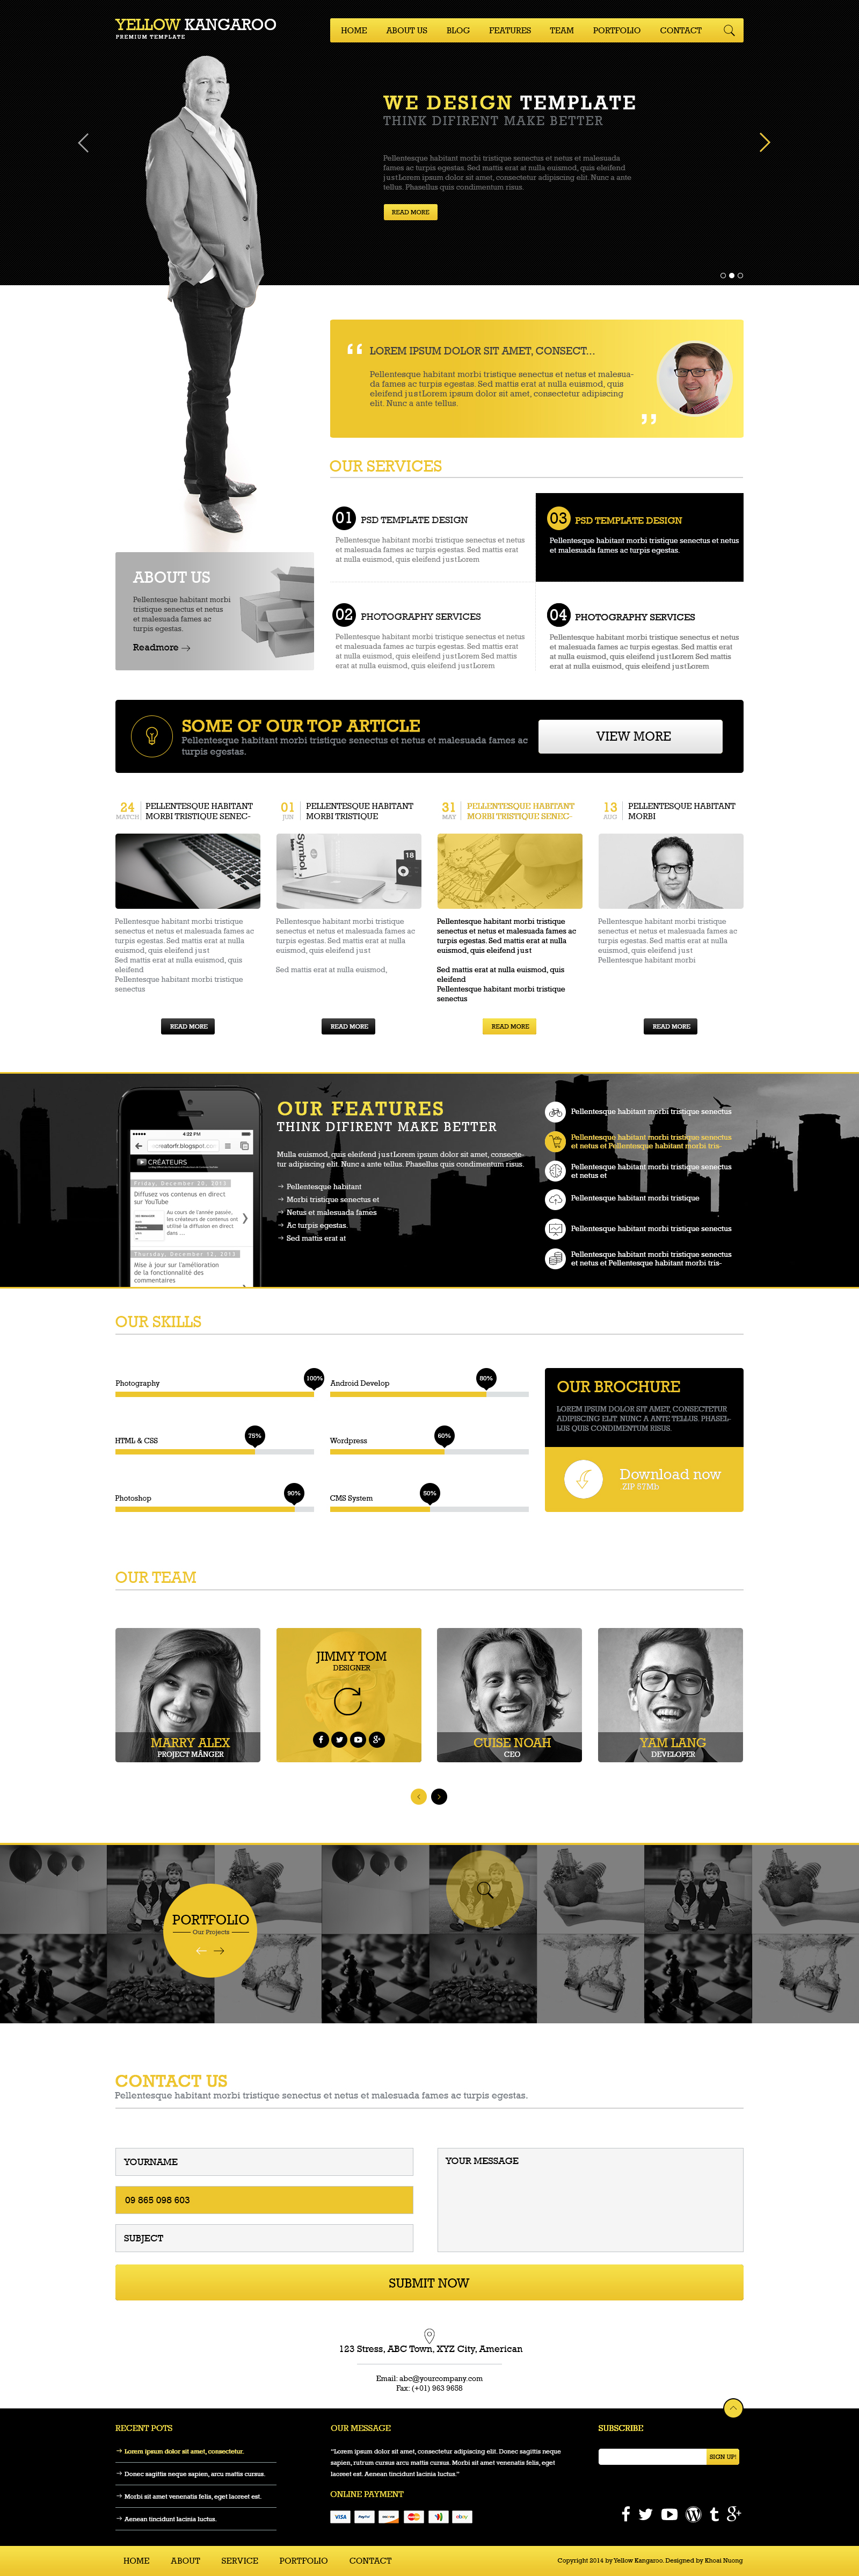 YELLOW KANGAROO
PREMIUM TEMPLATE
HOME ABOUT US BLOG FEATURES TEAM PORTFOLIO CONTACT
WE DESIGN TEMPLATE
THINK DIFIRENT MAKE BETTER
Pellentesque habitant morbi tristique senectus et netus et malesuada
fames ac turpis egestas. Sed mattis erat at nulla euismod, quis eleifend
justLorem ipsum dolor sit amet, consectetur adipiscing elit. Nunc a ante
tellus. Phasellus quis condimentum risus.
READ MORE
“ LOREM IPSUM DOLOR SIT AMET, CONSECT...
Pellentesque habitant morbi tristique senectus et netus et malesua-
da fames ac turpis egestas. Sed mattis erat at nulla euismod, quis
eleifend justLorem ipsum dolor sit amet, consectetur adipiscing
elit. Nunc a ante tellus. ”
OUR SERVICES
01 PSD TEMPLATE DESIGN
Pellentesque habitant morbi tristique senectus et netus
et malesuada fames ac turpis egestas. Sed mattis erat
at nulla euismod, quis eleifend justLorem
03 PSD TEMPLATE DESIGN
Pellentesque habitant morbi tristique senectus et netus
et malesuada fames ac turpis egestas.
02 PHOTOGRAPHY SERVICES
Pellentesque habitant morbi tristique senectus et netus
et malesuada fames ac turpis egestas. Sed mattis erat
at nulla euismod, quis eleifend justLorem Sed mattis
erat at nulla euismod, quis eleifend justLorem
04 PHOTOGRAPHY SERVICES
Pellentesque habitant morbi tristique senectus et netus
et malesuada fames ac turpis egestas. Sed mattis erat
at nulla euismod, quis eleifend justLorem Sed mattis
erat at nulla euismod, quis eleifend justLorem
ABOUT US
Pellentesque habitant morbi
tristique senectus et netus
et malesuada fames ac
turpis egestas.
Readmore
SOME OF OUR TOP ARTICLE
Pellentesque habitant morbi tristique senectus et netus et malesuada fames ac
turpis egestas.
VIEW MORE
24 MATCH
PELLENTESQUE HABITANT
MORBI TRISTIQUE SENEC-
Pellentesque habitant morbi tristique
senectus et netus et malesuada fames ac
turpis egestas. Sed mattis erat at nulla
euismod, quis eleifend just
Sed mattis erat at nulla euismod, quis
eleifend
Pellentesque habitant morbi tristique
senectus
READ MORE
01 JUN
PELLENTESQUE HABITANT
MORBI TRISTIQUE
Symbol
18
Pellentesque habitant morbi tristique
senectus et netus et malesuada fames ac
turpis egestas. Sed mattis erat at nulla
euismod, quis eleifend just
Sed mattis erat at nulla euismod,
READ MORE
31 MAY
PELLENTESQUE HABITANT
MORBI TRISTIQUE SENEC-
Pellentesque habitant morbi tristique
senectus et netus et malesuada fames ac
turpis egestas. Sed mattis erat at nulla
euismod, quis eleifend just
Sed mattis erat at nulla euismod, quis
eleifend
Pellentesque habitant morbi tristique
senectus
READ MORE
13 AUG
PELLENTESQUE HABITANT
MORBI
Pellentesque habitant morbi tristique
senectus et netus et malesuada fames ac
turpis egestas. Sed mattis erat at nulla
euismod, quis eleifend just
Pellentesque habitant morbi
READ MORE
4:22 PM
creatorfr.blogspot.co
CRÉATEURS
Friday, December 20, 2013
Diffusez vos contenus en direct
sur YouTube
Au cours de l'année passée,
les créateurs de contenus ont
utilisé la diffusion en direct
dans ...
Thursday, December 12, 2013
Mise à jour sur l'amélioration
de la fonctionnalité des
commentaires
OUR FEATURES
THINK DIFIRENT MAKE BETTER
Mulla euismod, quis eleifend justLorem ipsum dolor sit amet, consecte-
tur adipiscing elit. Nunc a ante tellus. Phasellus quis condimentum risus.
Pellentesque habitant
Morbi tristique senectus et
Netus et malesuada fames
Ac turpis egestas.
Sed mattis erat at
Pellentesque habitant morbi tristique senectus
Pellentesque habitant morbi tristique senectus
et netus et Pellentesque habitant morbi tris-
Pellentesque habitant morbi tristique senectus
et netus et
Pellentesque habitant morbi tristique
Pellentesque habitant morbi tristique senectus
Pellentesque habitant morbi tristique senectus
et netus et Pellentesque habitant morbi tris-
OUR SKILLS
Photography 100%
Android Develop 80%
HTML & CSS 75%
Wordpress 60%
Photoshop 90%
CMS System 50%
OUR BROCHURE
LOREM IPSUM DOLOR SIT AMET, CONSECTETUR
ADIPISCING ELIT. NUNC A ANTE TELLUS. PHASEL-
LUS QUIS CONDIMENTUM RISUS.
Download now
.ZIP 57Mb
OUR TEAM
MARRY ALEX
PROJECT MANGER
JIMMY TOM
DESIGNER
CUISE NOAH
CEO
YAM LANG
DEVELOPER
PORTFOLIO
Our Projects
CONTACT US
Pellentesque habitant morbi tristique senectus et netus et malesuada fames ac turpis egestas.
YOURNAME
09 865 098 603
SUBJECT
YOUR MESSAGE
SUBMIT NOW
123 Stress, ABC Town, XYZ City, American
Email: abc@yourcompany.com
Fax: (+01) 963 9658
RECENT POTS
Lorem ipsum dolor sit amet, consectetur.
Donec sagittis neque sapien, arcu mattis cursus.
Morbi sit amet venenatis felis, eget laoreet est.
Aenean tincidunt lacinia luctus.
OUR MESSAGE
"Lorem ipsum dolor sit amet, consectetur adipiscing elit. Donec sagittis neque
sapien, rutrum cursus arcu mattis cursus. Morbi sit amet venenatis felis, eget
laoreet est. Aenean tincidunt lacinia luctus."
ONLINE PAYMENT
VISA PayPal ebay
SUBSCRIBE
SIGN UP!
HOME ABOUT SERVICE PORTFOLIO CONTACT
Copyright 2014 by Yellow Kangaroo. Designed by Khoai Nuong